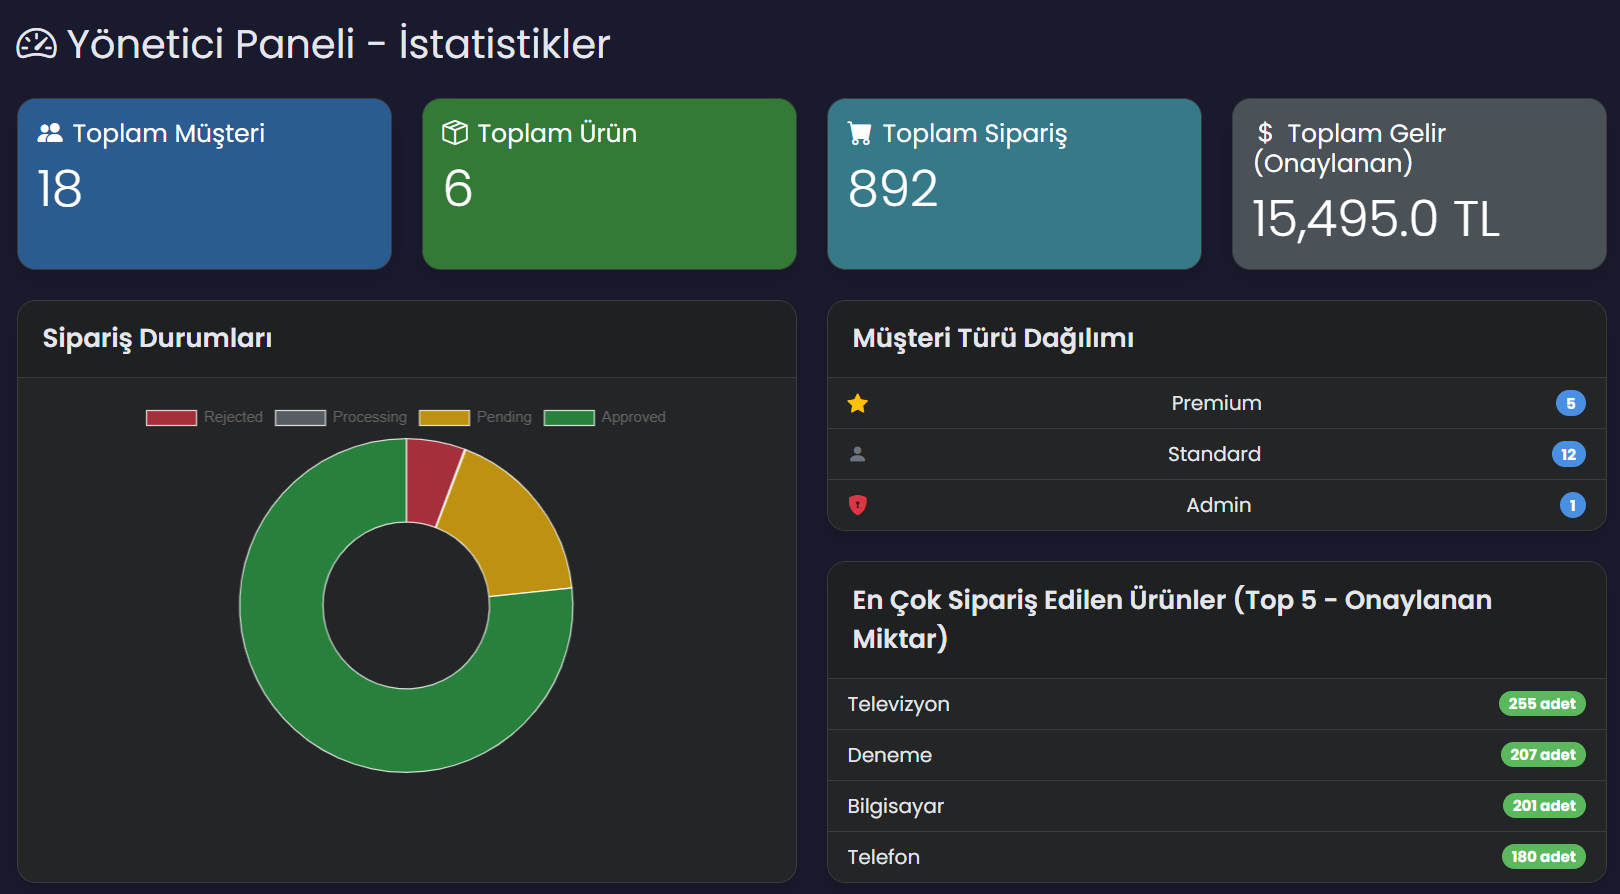 Yönetici Paneli - İstatistikler
Toplam Müşteri
18
Toplam Ürün
6
Toplam Sipariş
892
$ Toplam Gelir
(Onaylanan)
15,495.0 TL
Sipariş Durumları
Rejected Processing Pending Approved
Müşteri Türü Dağılımı
Premium 5
Standard 12
Admin 1
En Çok Sipariş Edilen Ürünler (Top 5 - Onaylanan
Miktar)
Televizyon 255 adet
Deneme 207 adet
Bilgisayar 201 adet
Telefon 180 adet